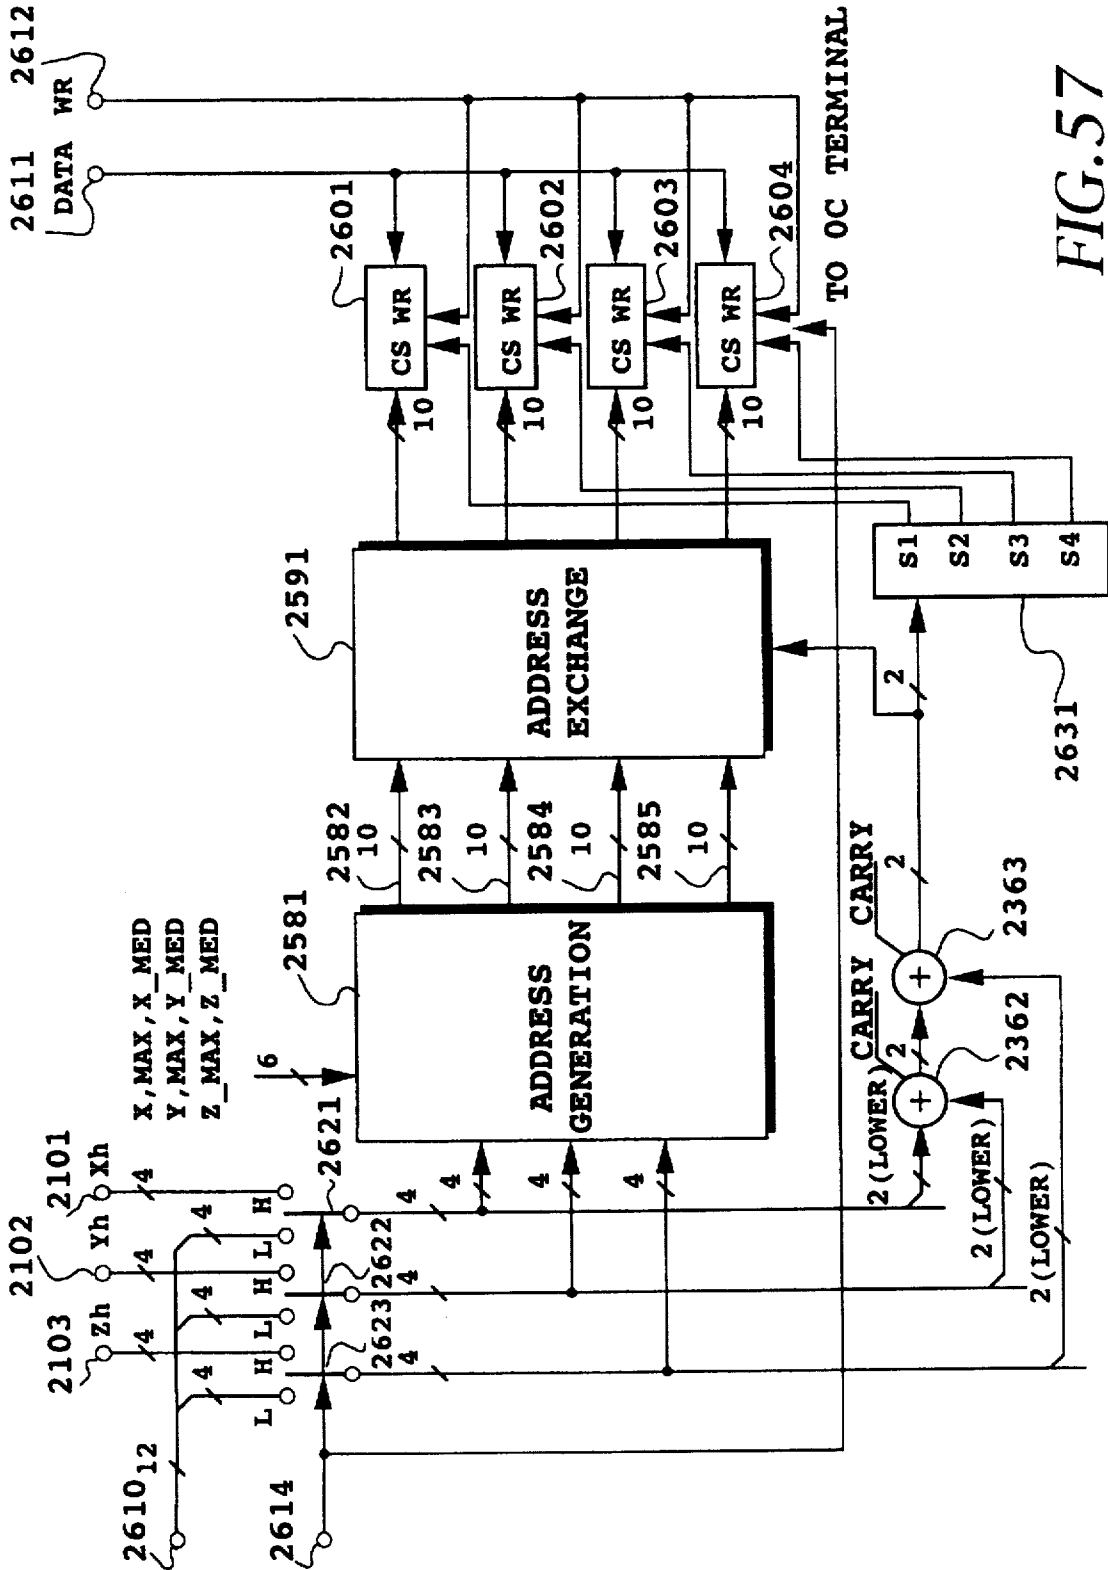 2610
12
2614
2103
Zh
2102
Yh
2101
Xh
4
4
4
4
4
4
L
H
L
H
L
H
2623
2622
2621
4
4
4
4
4
4
X,MAX,X_MED
Y,MAX,Y_MED
Z_MAX,Z_MED
6
2581
ADDRESS
GENERATION
2582
10
2583
10
2584
10
2585
10
2591
ADDRESS
EXCHANGE
10
10
10
10
2601
CS WR
2602
CS WR
2603
CS WR
2604
CS WR
2611
DATA
2612
WR
TO OC TERMINAL
2(LOWER)
2(LOWER)
2(LOWER)
CARRY
CARRY
+
+
2362
2363
2
2
2
2631
S1
S2
S3
S4
FIG.57